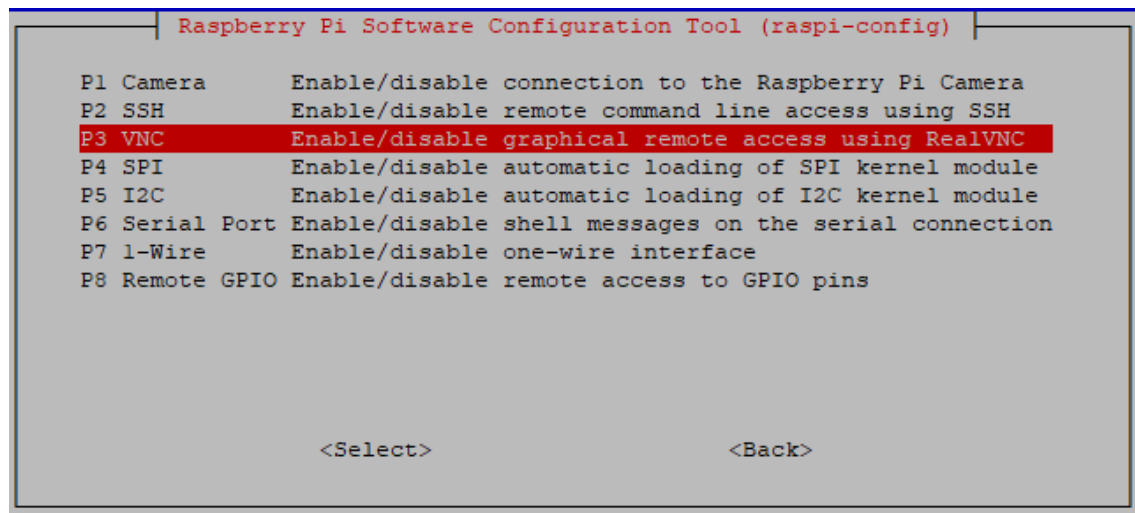 Raspberry Pi Software Configuration Tool (raspi-config)
P1 Camera Enable/disable connection to the Raspberry Pi Camera
P2 SSH Enable/disable remote command line access using SSH
P3 VNC Enable/disable graphical remote access using RealVNC
P4 SPI Enable/disable automatic loading of SPI kernel module
P5 I2C Enable/disable automatic loading of I2C kernel module
P6 Serial Port Enable/disable shell messages on the serial connection
P7 1-Wire Enable/disable one-wire interface
P8 Remote GPIO Enable/disable remote access to GPIO pins
<Select> <Back>